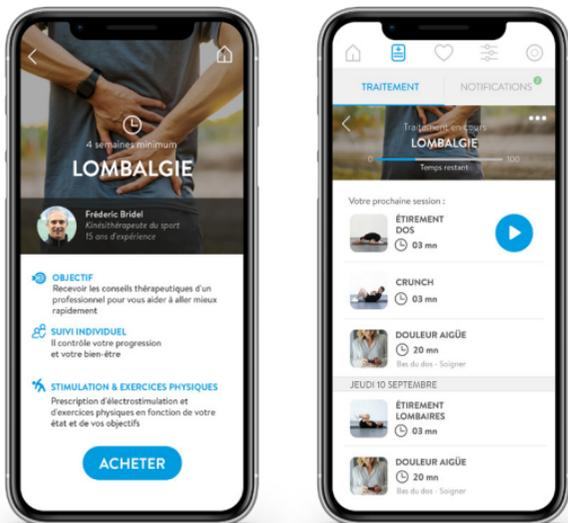 4 semaines minimum
LOMBALGIE
Fréderic Bridel
Kinésithérapeute du sport
15 ans d'expérience
OBJECTIF
Recevoir les conseils thérapeutiques d'un
professionnel pour vous aider à aller mieux
rapidement
SUIVI INDIVIDUEL
Il contrôle votre progression
et votre bien-être
STIMULATION & EXERCICES PHYSIQUES
Prescription d'électrostimulation et
d'exercices physiques en fonction de votre
état et de vos objectifs
ACHETER
TRAITEMENT
NOTIFICATIONS
2
Traitement en cours
LOMBALGIE
0
100
Temps restant
Votre prochaine session :
ÉTIREMENT
DOS
03 mn
CRUNCH
03 mn
DOULEUR AIGÜE
20 mn
Bas du dos - Soigner
JEUDI 10 SEPTEMBRE
ÉTIREMENT
LOMBAIRES
03 mn
DOULEUR AIGÜE
20 mn
Bas du dos - Soigner